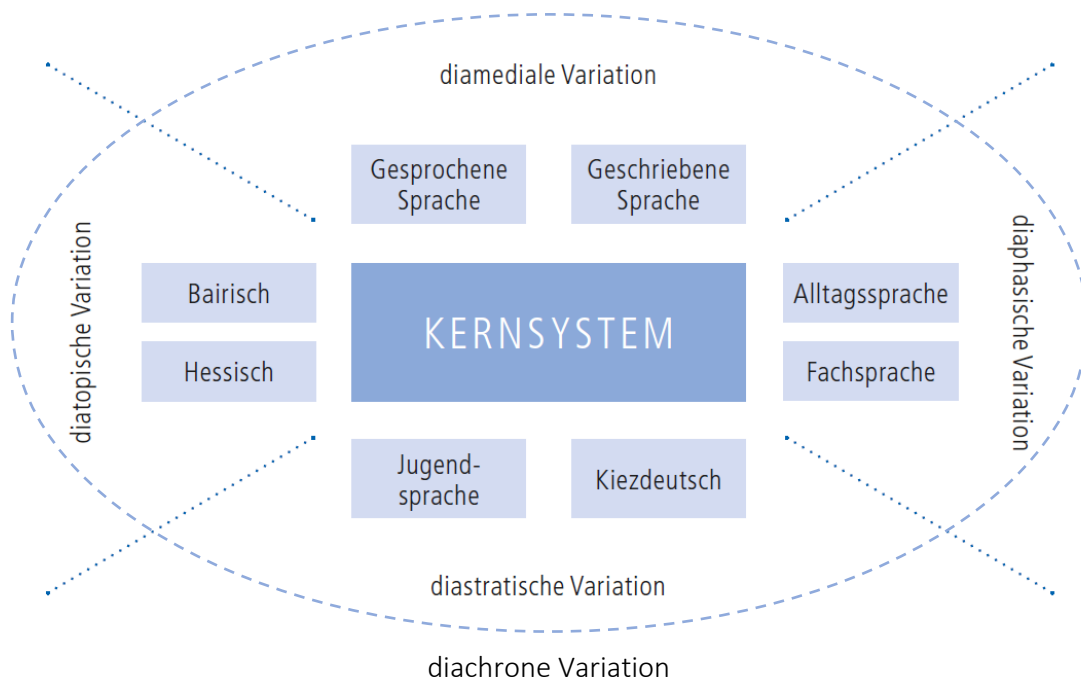 diamediale Variation
Gesprochene
Sprache
Geschriebene
Sprache
diatopische Variation
Bairisch
Hessisch
KERNSYSTEM
Alltagssprache
Fachsprache
diaphasische Variation
Jugend-
sprache
Kiezdeutsch
diastratische Variation
diachrone Variation